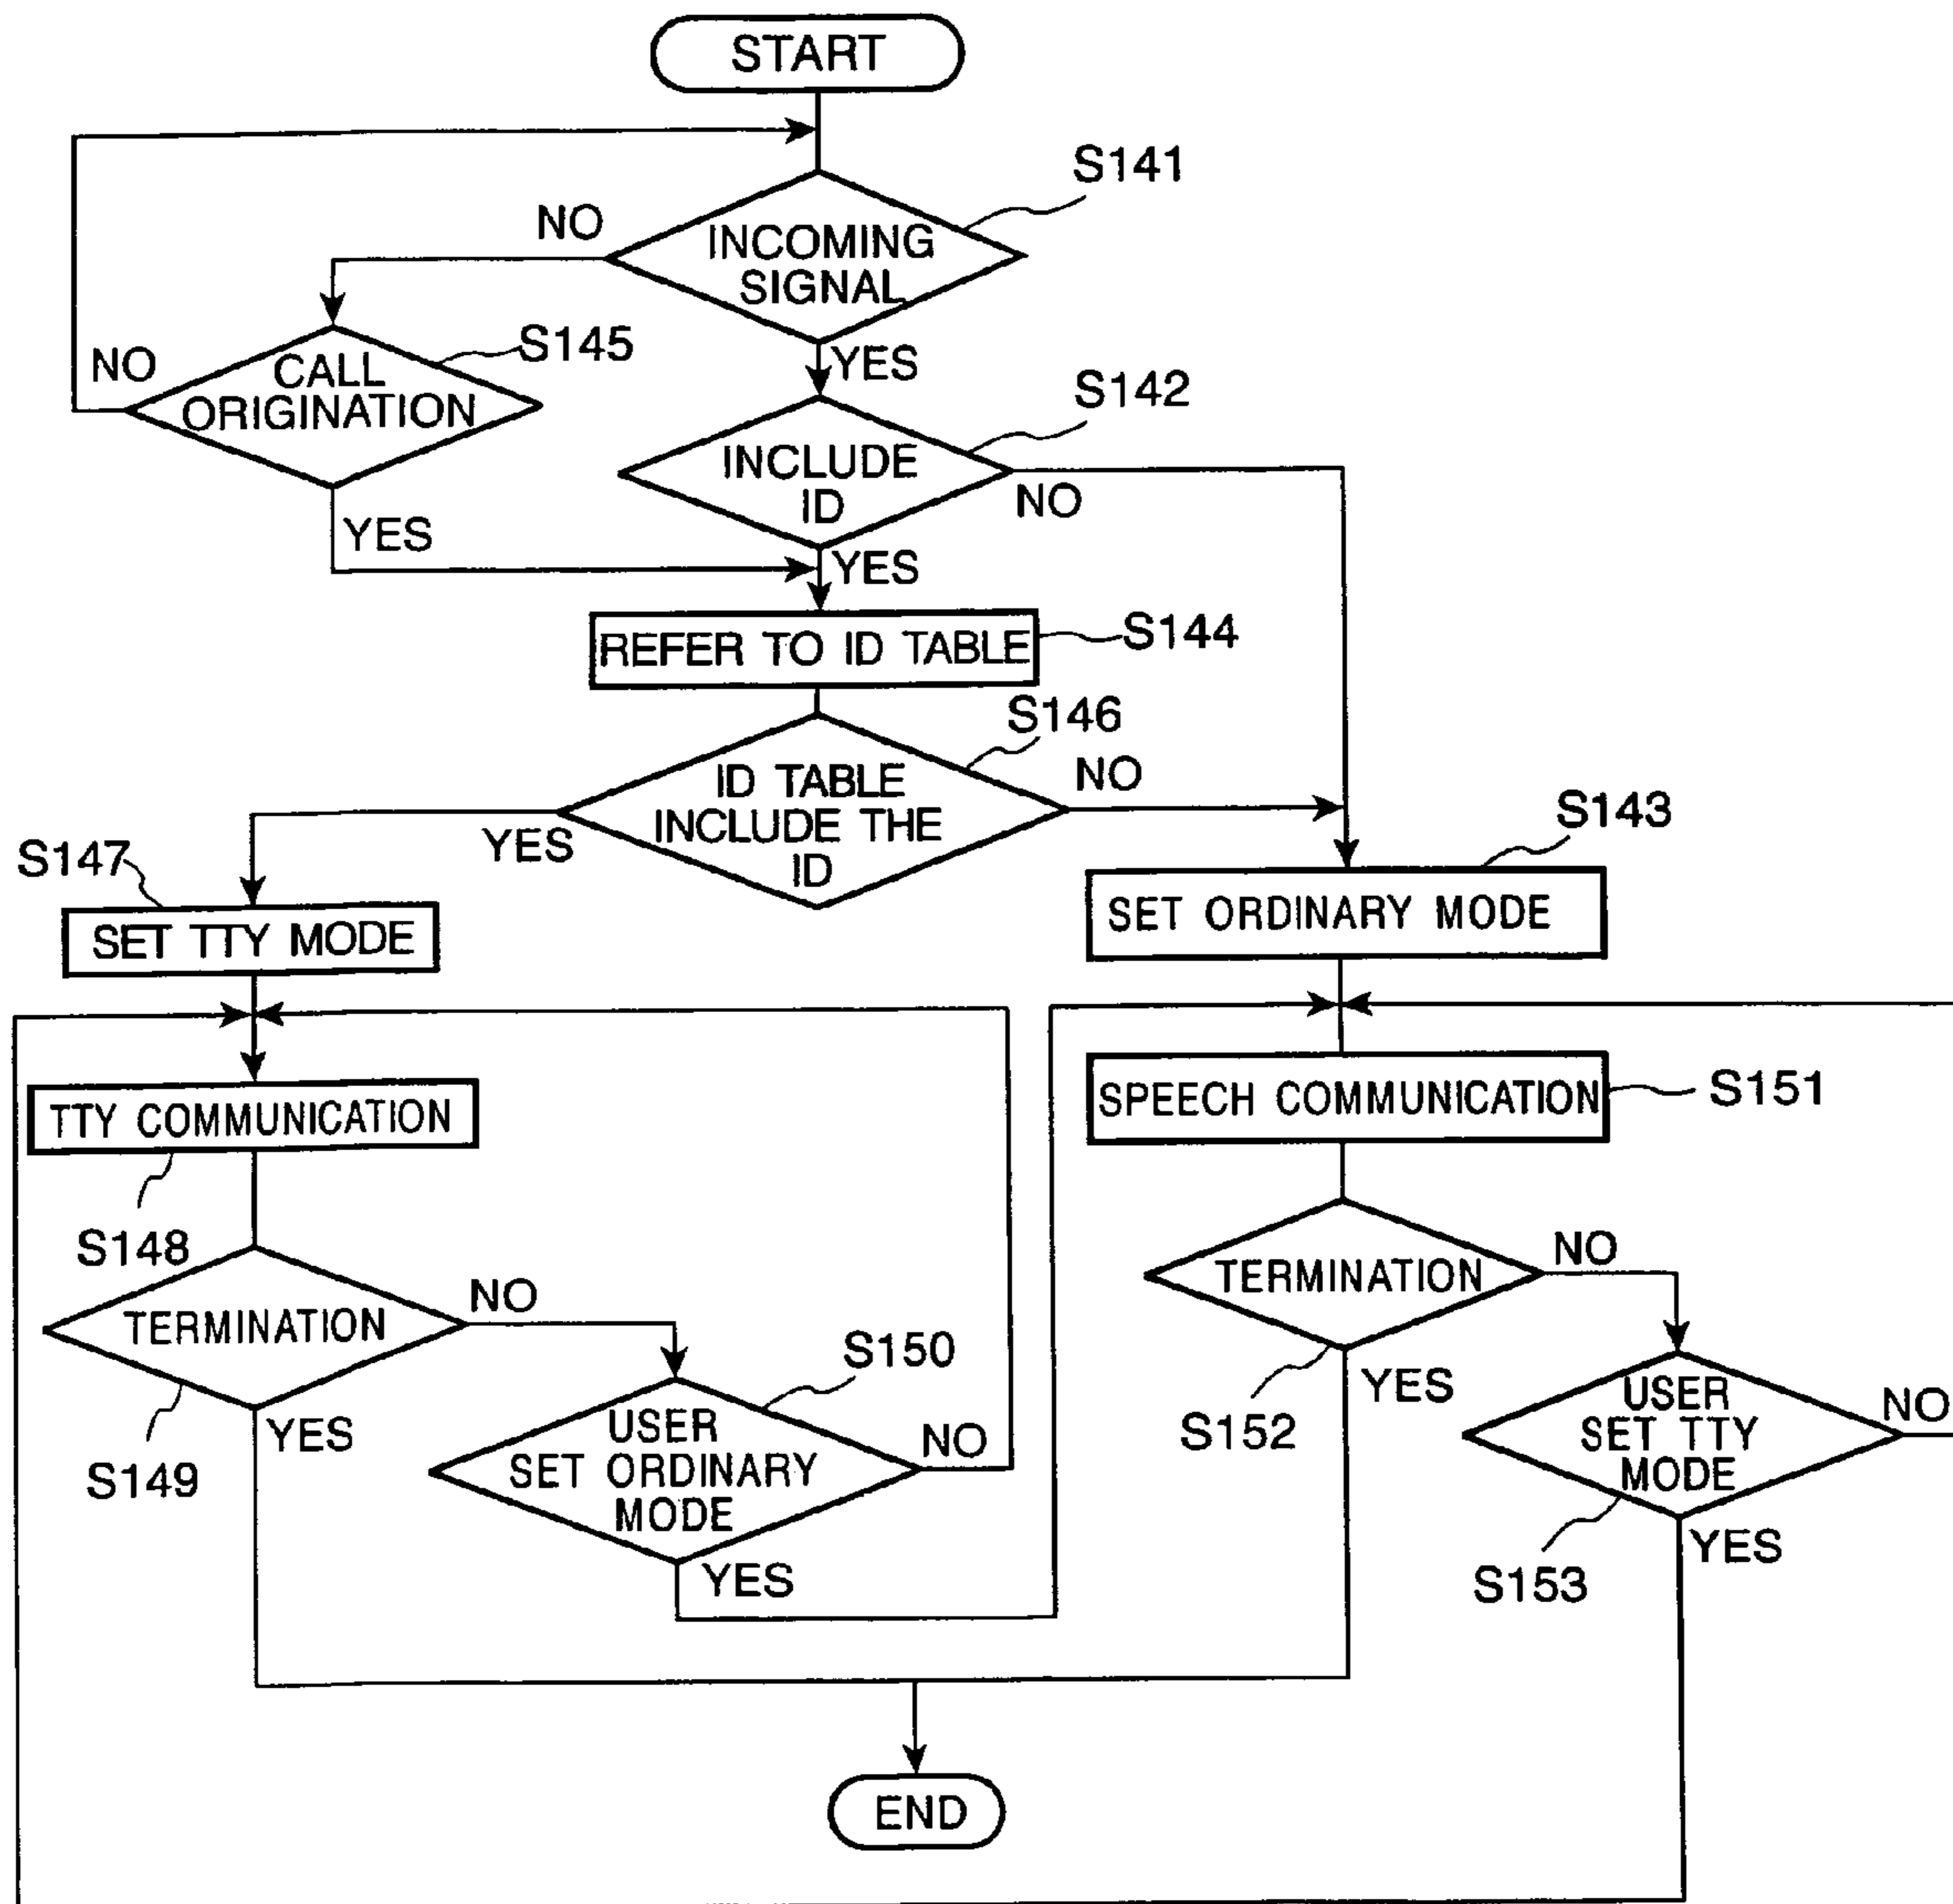 START
S141
NO
INCOMING
SIGNAL
S145
NO
CALL
ORIGINATION
YES
S142
INCLUDE
ID
NO
YES
YES
REFER TO ID TABLE
S144
S146
ID TABLE
INCLUDE THE
ID
NO
YES
S143
S147
SET TTY MODE
SET ORDINARY MODE
TTY COMMUNICATION
SPEECH COMMUNICATION
S151
S148
TERMINATION
NO
TERMINATION
NO
S150
YES
S149
USER
SET ORDINARY
MODE
NO
YES
S152
YES
USER
SET TTY
MODE
NO
YES
S153
END